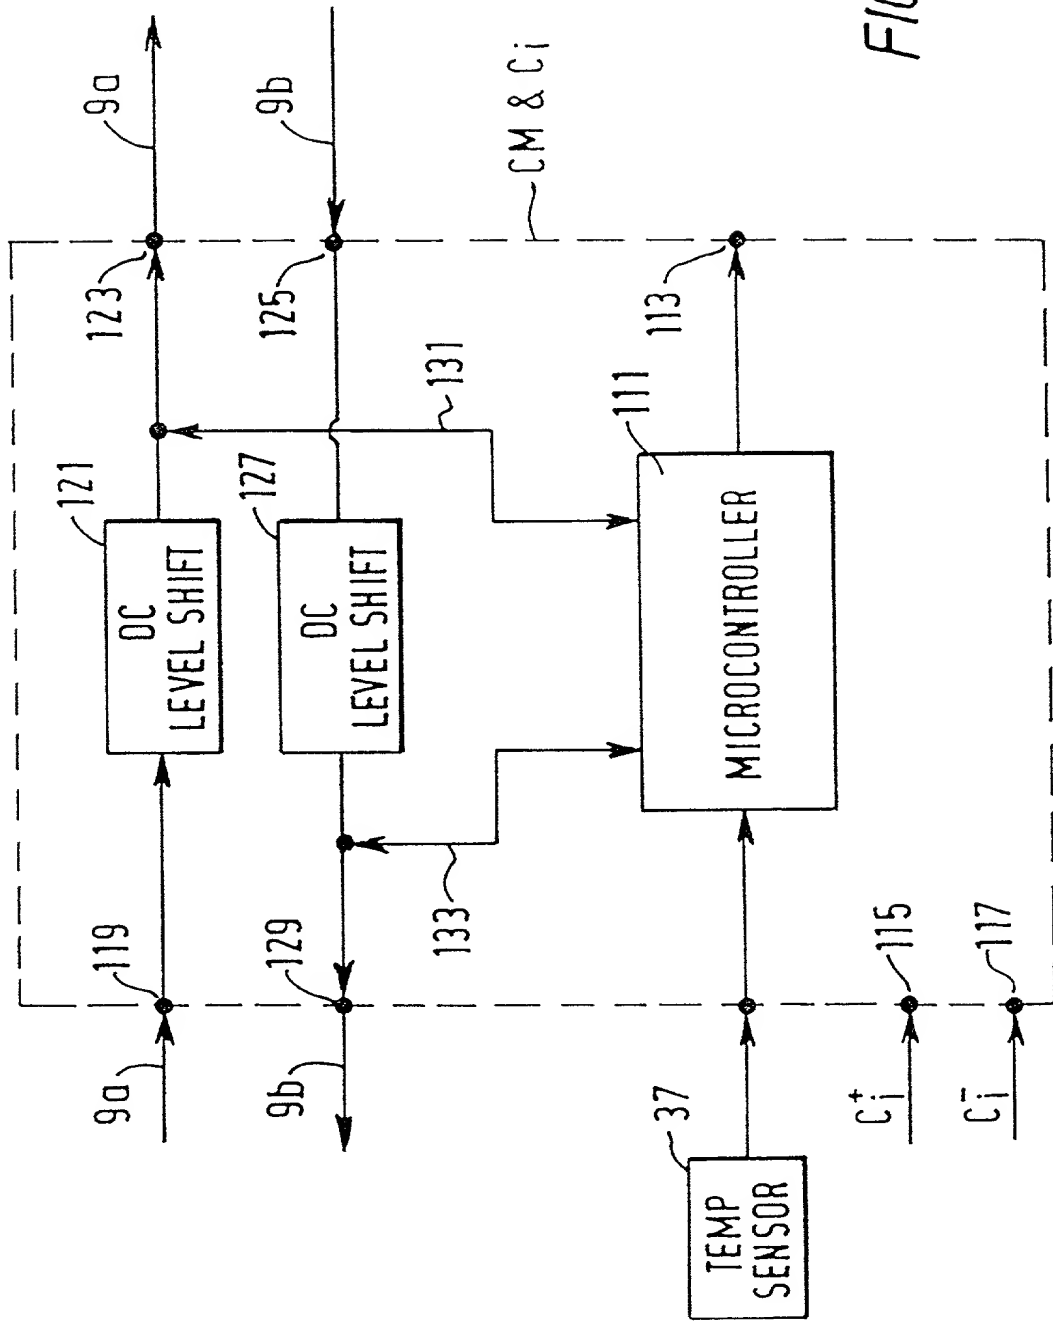 9a
119
DC
LEVEL SHIFT
121
123
9a
9b
129
DC
LEVEL SHIFT
127
125
9b
133
131
CM & Ci
37
TEMP
SENSOR
MICROCONTROLLER
111
113
Ci+
115
Ci-
117